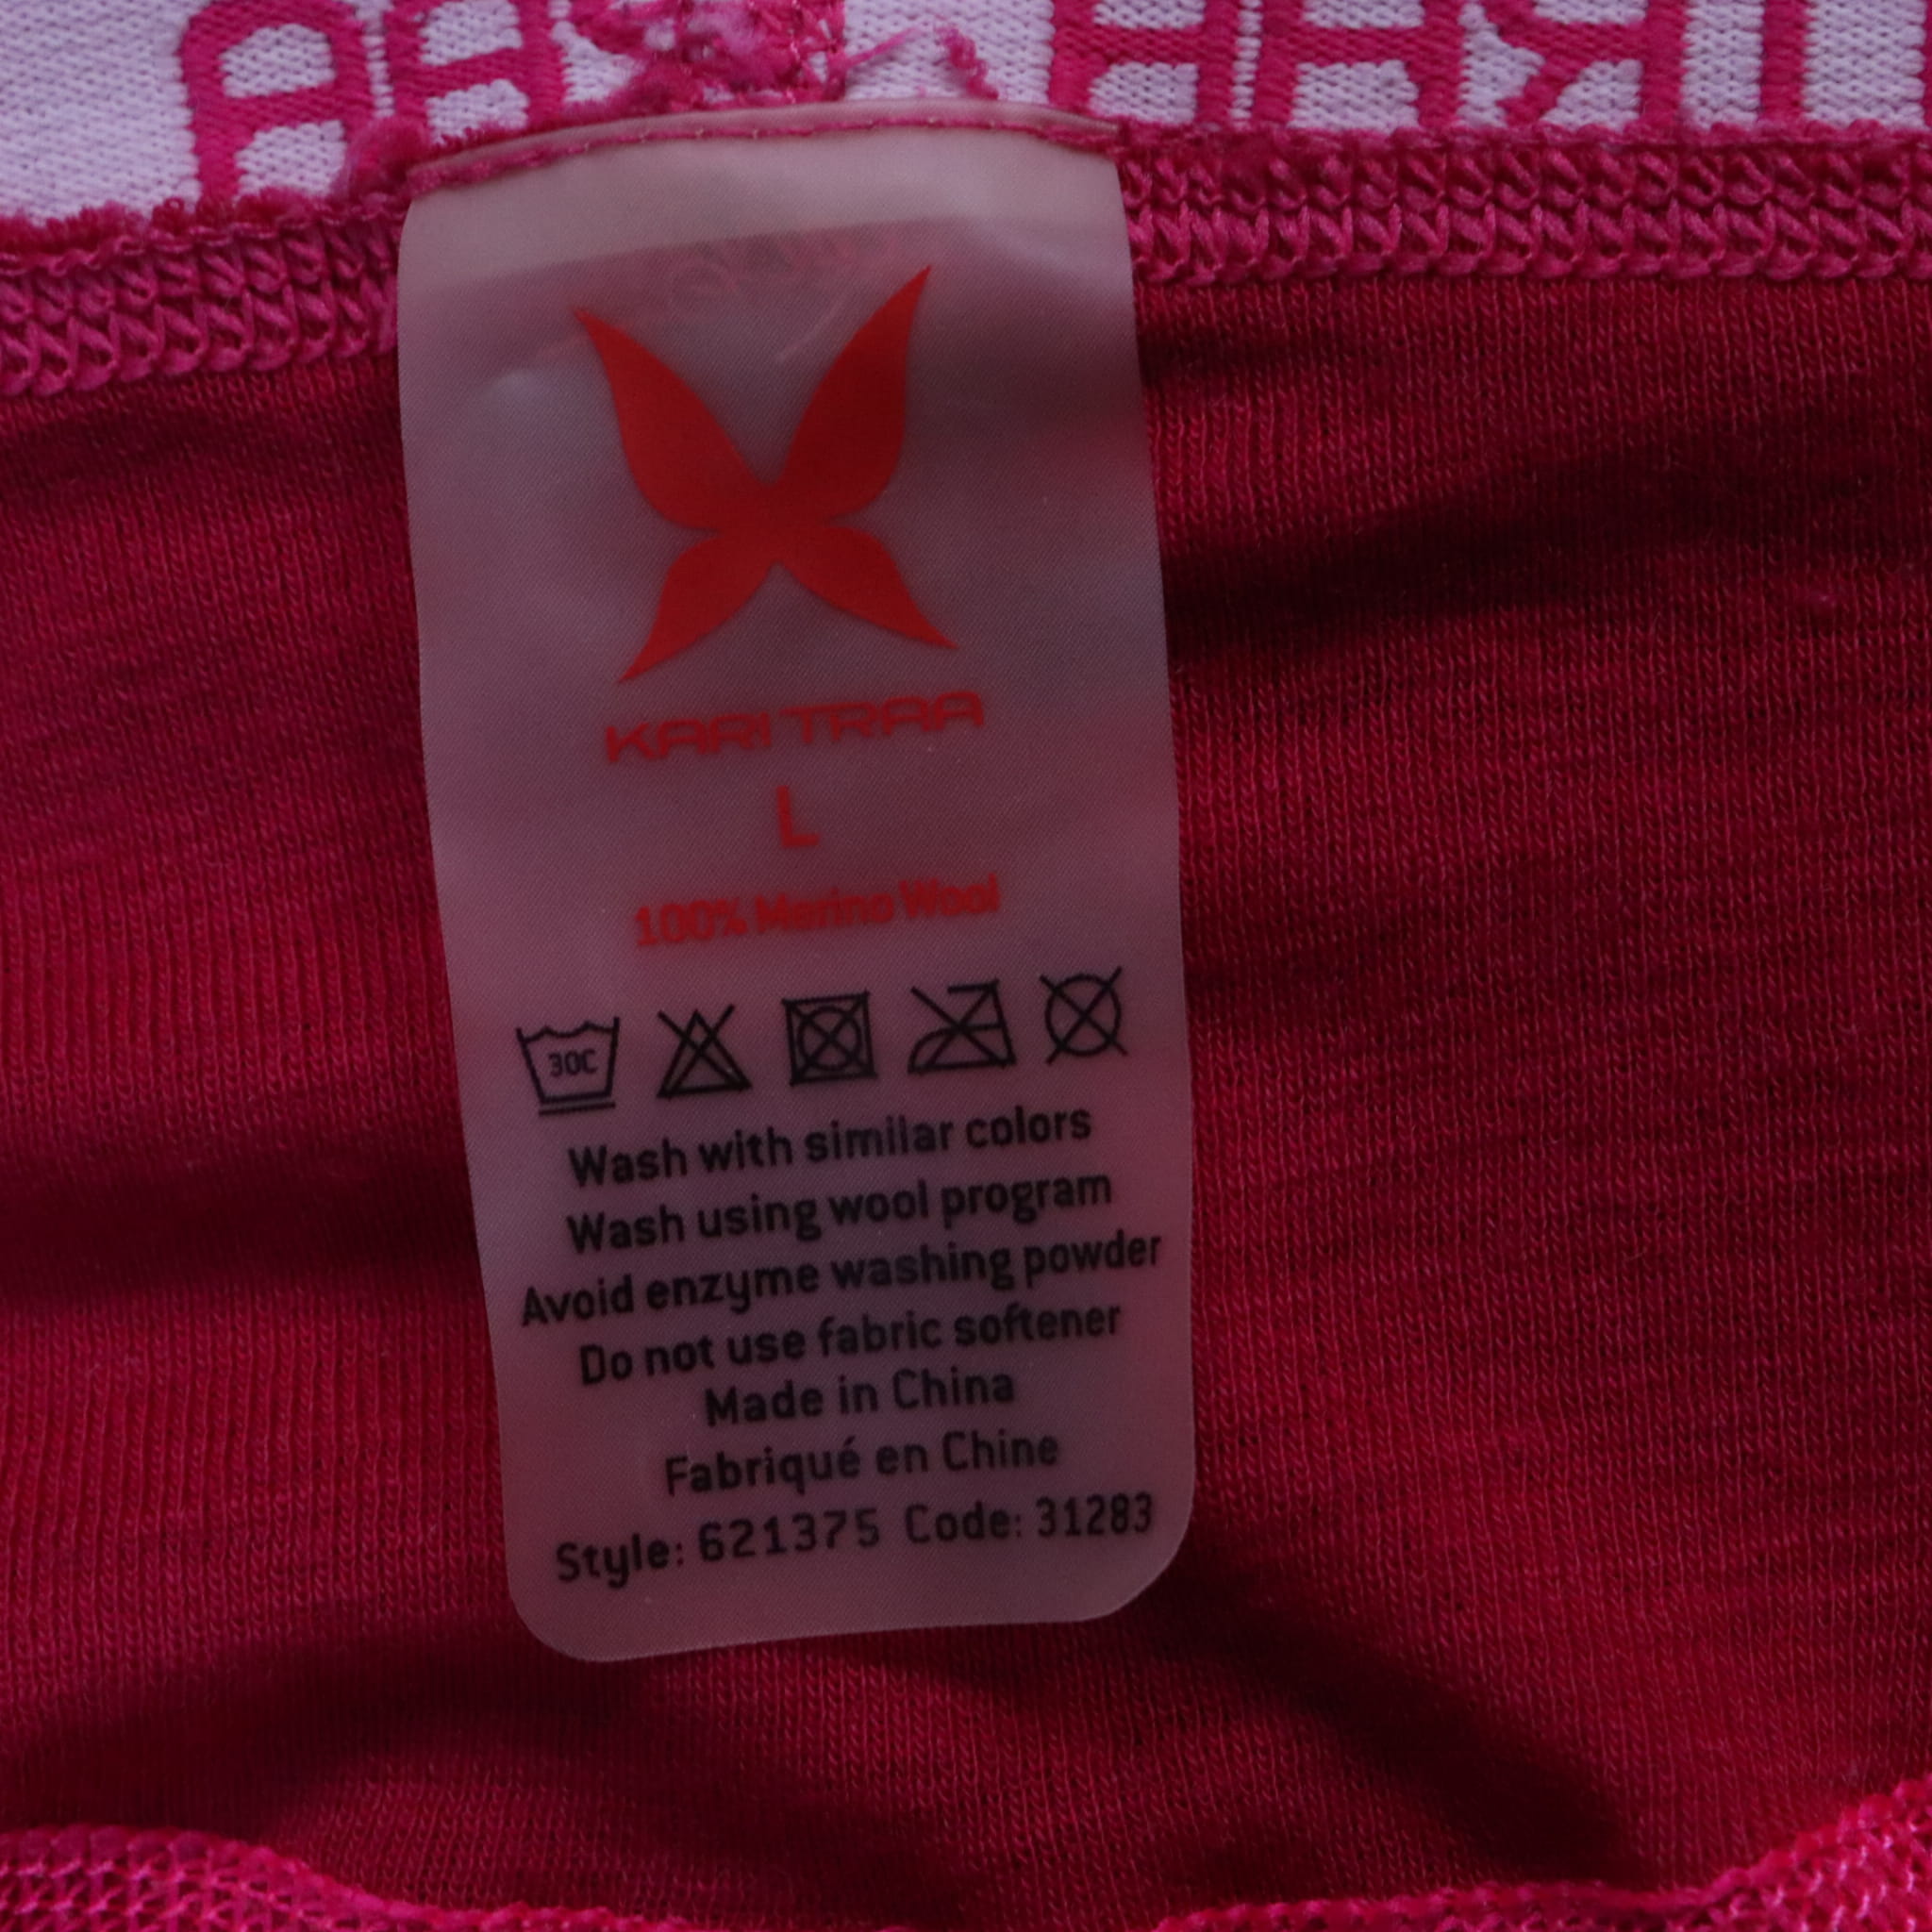 KARI TRAA
L
100% Merino Wool
30C
Wash with similar colors
Wash using wool program
Avoid enzyme washing powder
Do not use fabric softener
Made in China
Fabriqué en Chine
Style: 621375 Code: 31283